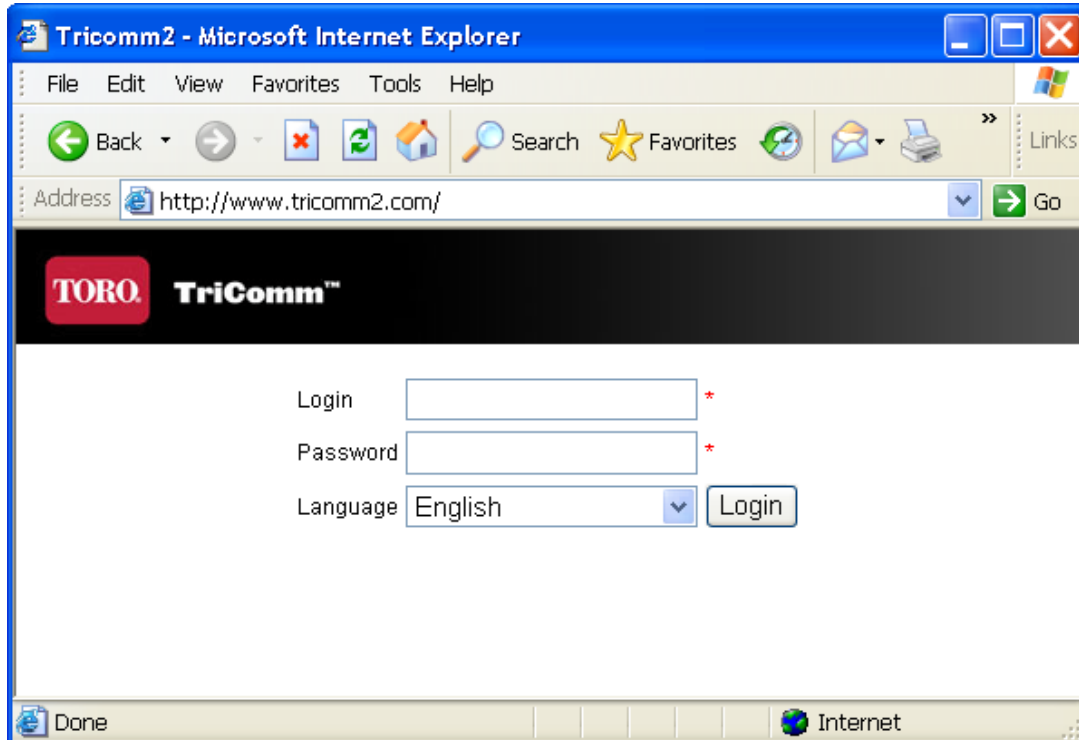 Tricomm2 - Microsoft Internet Explorer
File Edit View Favorites Tools Help
Back Search Favorites » Links
Address http://www.tricomm2.com/ Go
TORO. TriComm™
Login *
Password *
Language English Login
Done Internet